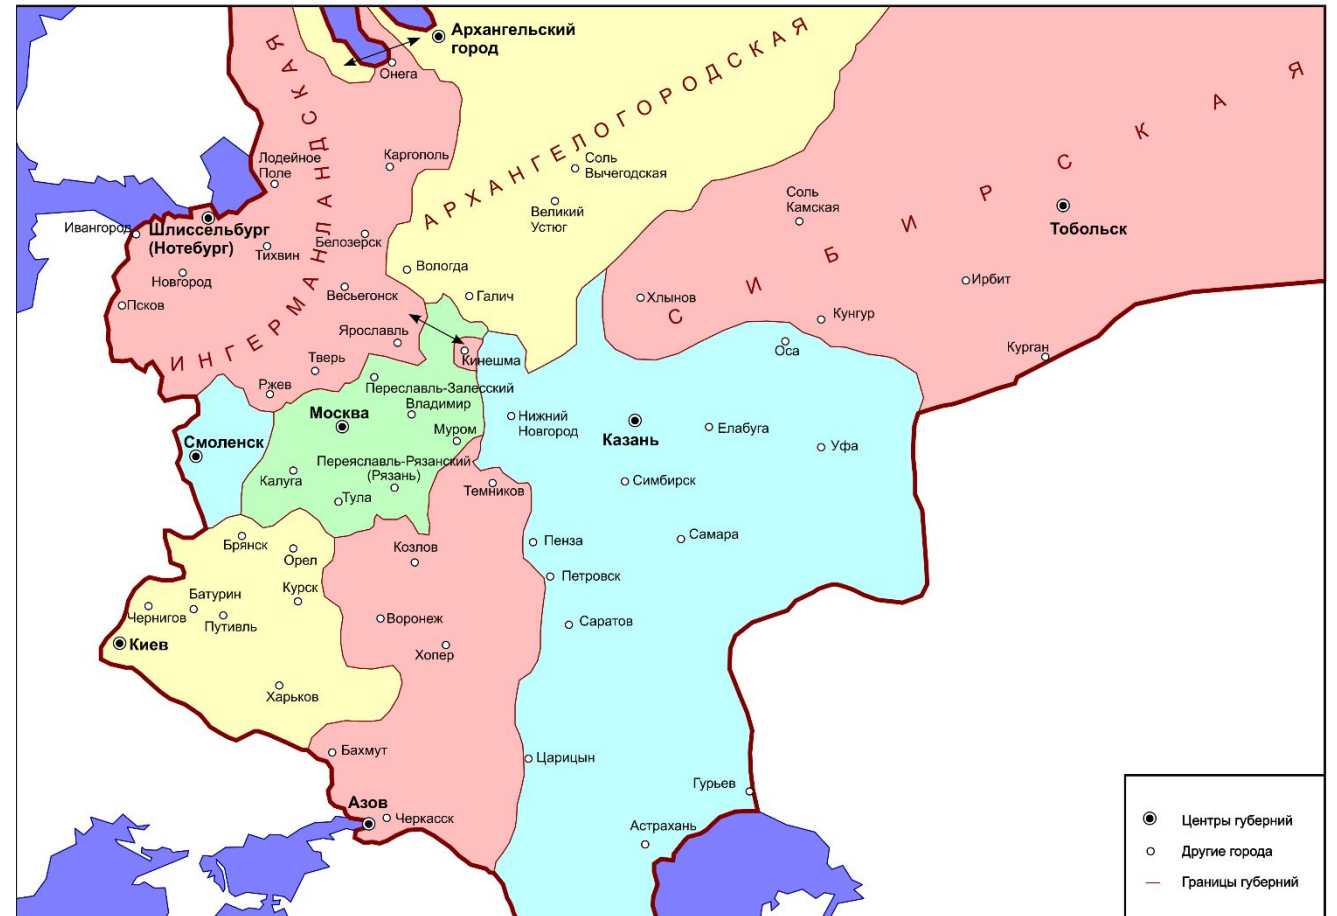 Архангельский
город
Онега
ИНГЕРМАНЛАНДСКАЯ
АРХАНГЕЛОГОРОДСКАЯ
СИБИРСКАЯ
Лодейное
Поле
Каргополь
Соль
Вычегодская
Великий
Устюг
Соль
Камская
Тобольск
Ивангород
Шлиссельбург
(Нотебург)
Тихвин
Белозерск
Новгород
Вологда
Псков
Весьегонск
Галич
Хлынов
Ирбит
Кунгур
Ярославль
Кинешма
Оса
Курган
Тверь
Ржев
Переславль-Залесский
Владимир
Москва
Муром
Нижний
Новгород
Казань
Елабуга
Уфа
Смоленск
Калуга
Переяславль-Рязанский
(Рязань)
Тула
Темников
Симбирск
Брянск
Орел
Козлов
Пенза
Самара
Петровск
Батурин
Курск
Чернигов
Путивль
Воронеж
Саратов
Киев
Хопер
Харьков
Бахмут
Царицын
Гурьев
Азов
Черкасск
Астрахань
Центры губерний
Другие города
Границы губерний